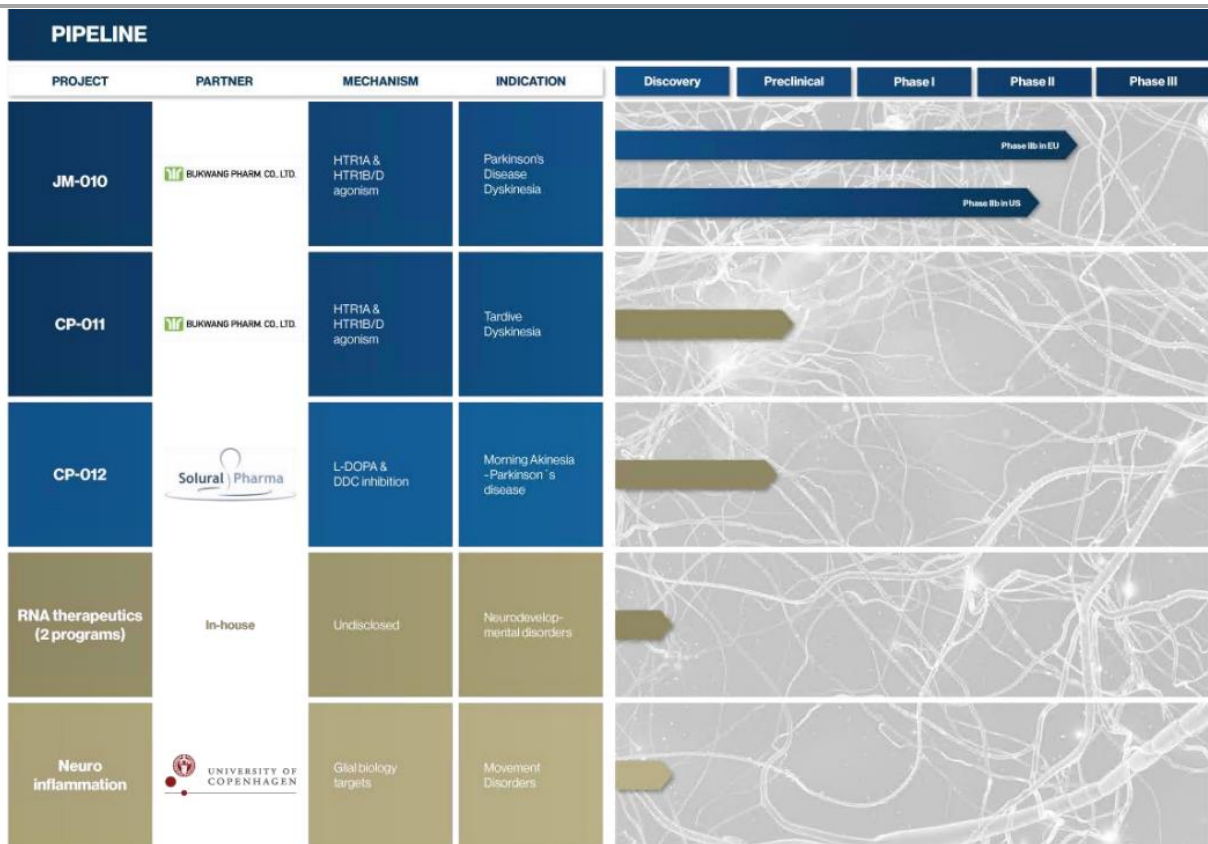 PIPELINE
PROJECT PARTNER MECHANISM INDICATION Discovery Preclinical Phase I Phase II Phase III
JM-010
BUKWANG PHARM. CO., LTD.
HTR1A &
HTR1B/D
agonism
Parkinson's
Disease
Dyskinesia
Phase IIb in EU
Phase IIb in US
CP-011
BUKWANG PHARM. CO., LTD.
HTR1A &
HTR1B/D
agonism
Tardive
Dyskinesia
CP-012
Solural Pharma
L-DOPA &
DDC inhibition
Morning Akinesia
-Parkinson´s
disease
RNA therapeutics
(2 programs)
In-house
Undisclosed
Neurodevelop-
mental disorders
Neuro
inflammation
UNIVERSITY OF
COPENHAGEN
Glial biology
targets
Movement
Disorders